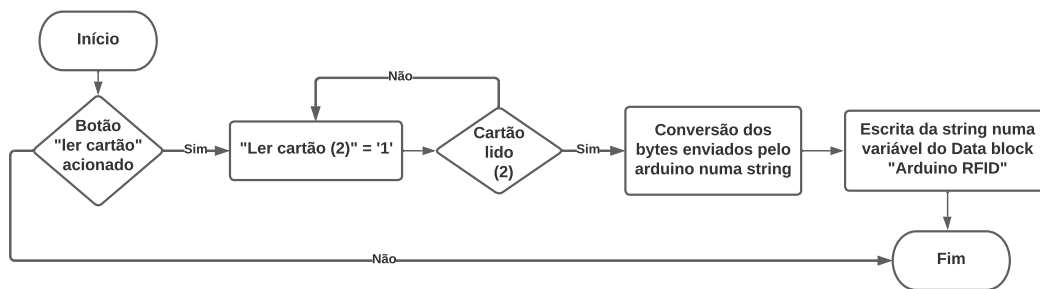 Início
Botão
"ler cartão"
acionado
Sim
"Ler cartão (2)" = '1'
Não
Cartão
lido
(2)
Sim
Conversão dos
bytes enviados pelo
arduino numa string
Escrita da string numa
variável do Data block
"Arduino RFID"
Não
Fim